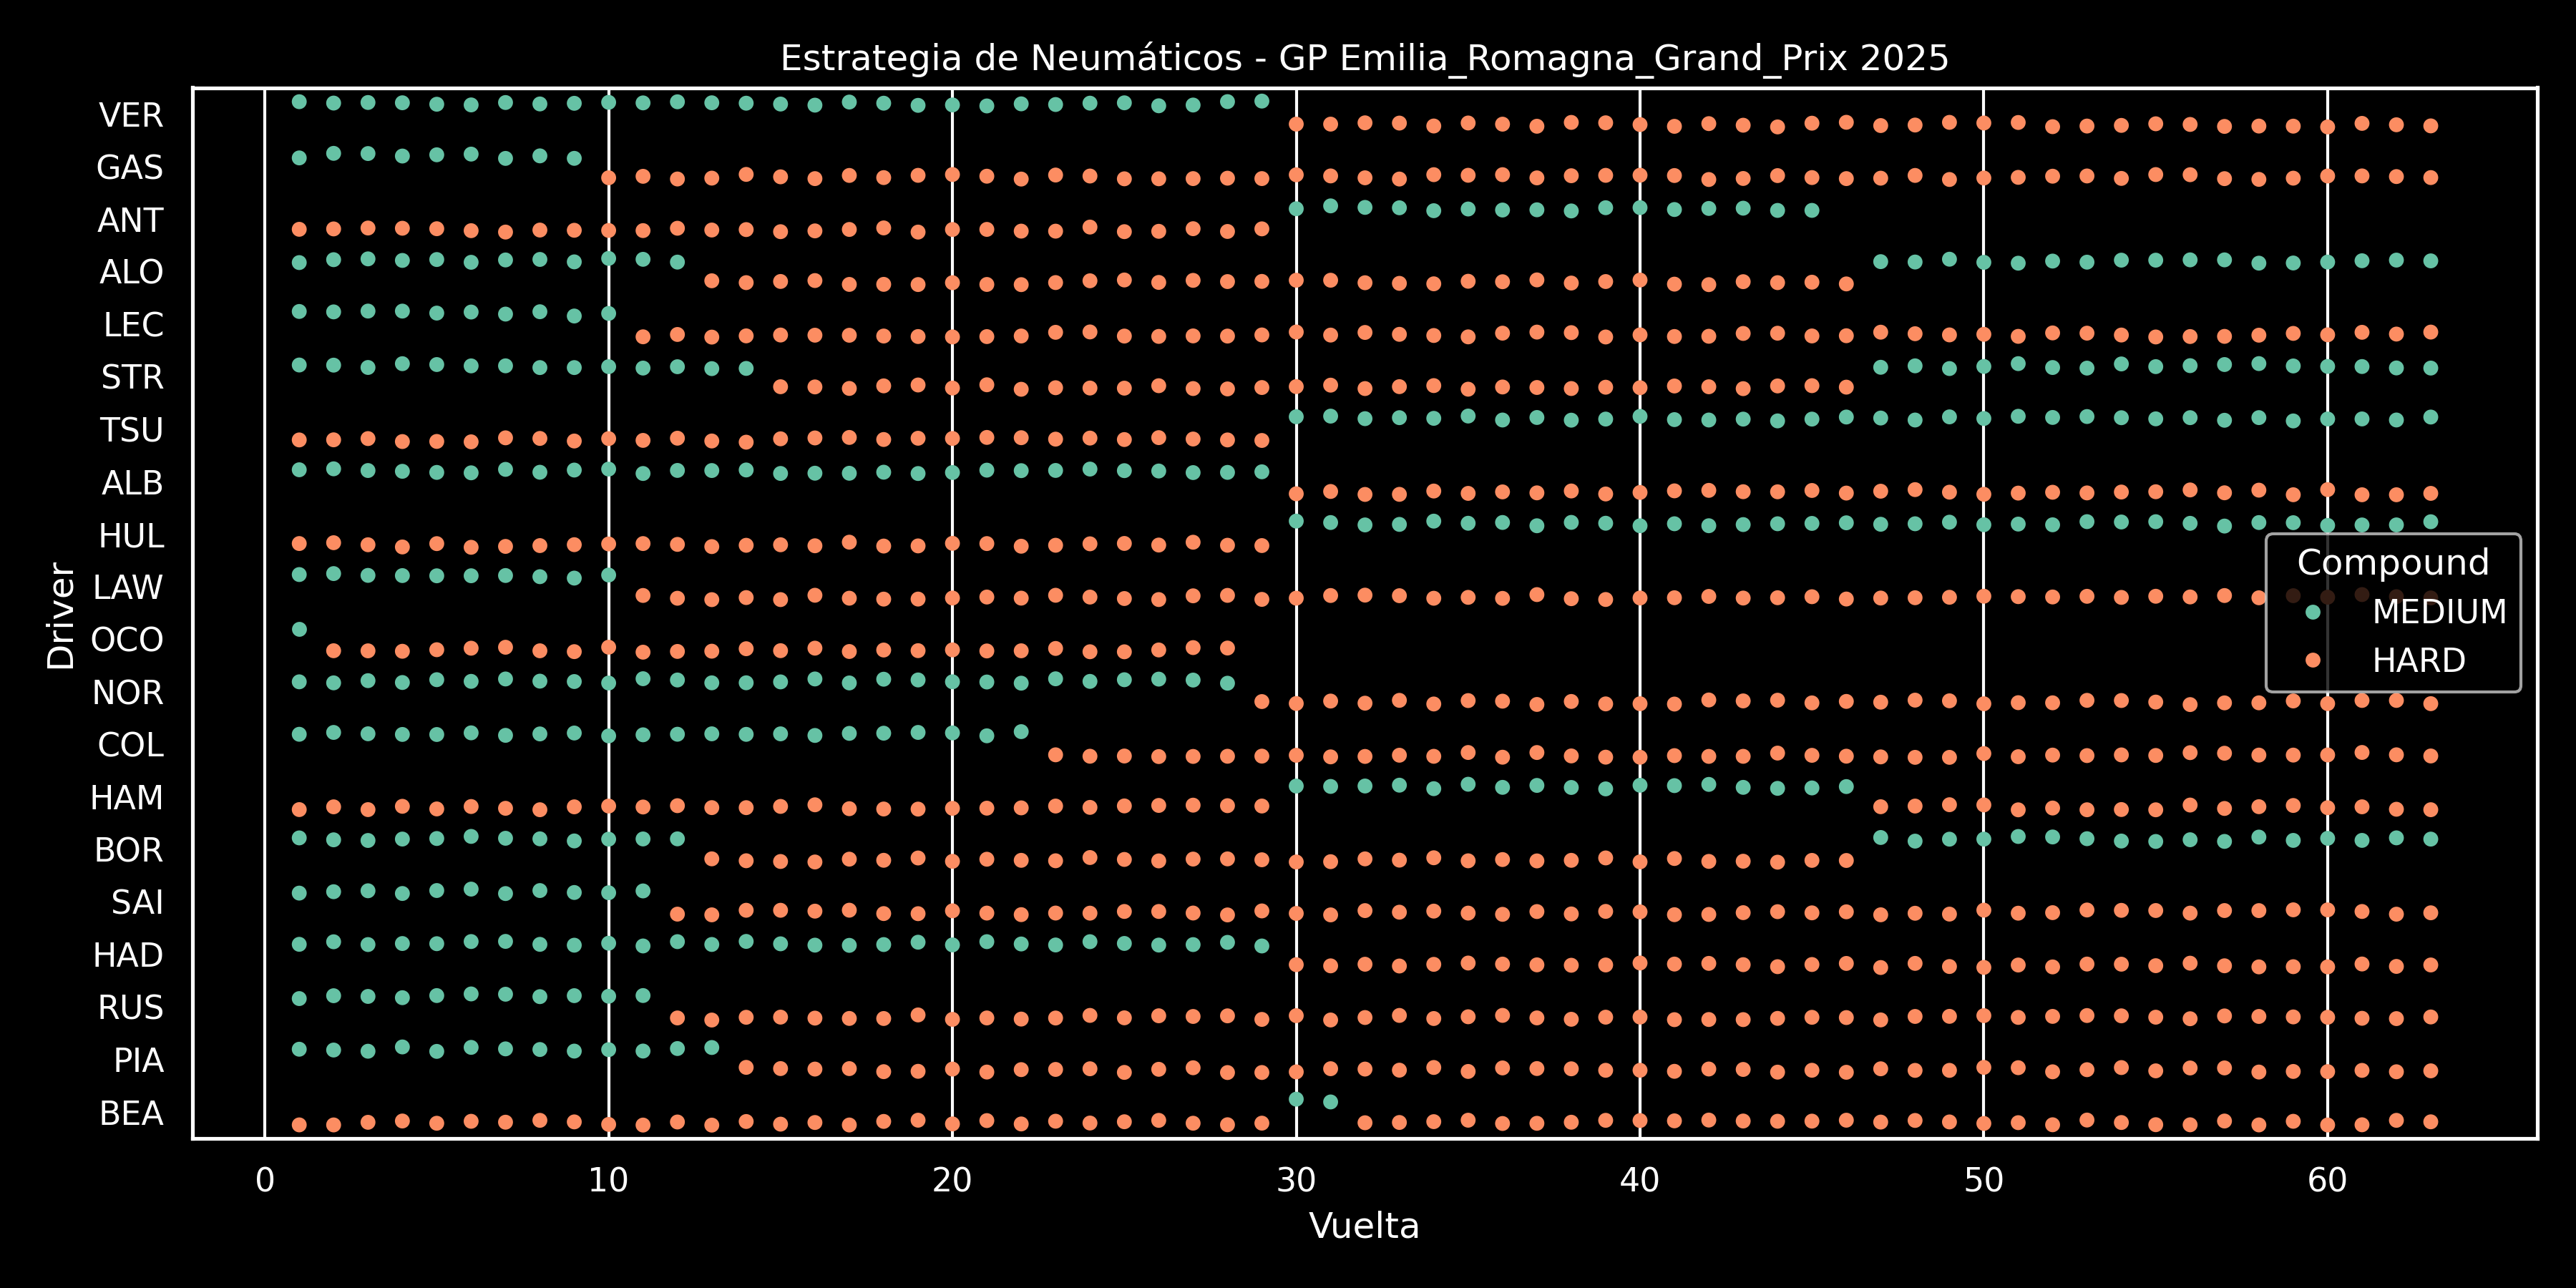 Estrategia de Neumáticos - GP Emilia_Romagna_Grand_Prix 2025
VER
GAS
ANT
ALO
LEC
STR
TSU
ALB
HUL
LAW
OCO
NOR
COL
HAM
BOR
SAI
HAD
RUS
PIA
BEA
Driver
Compound
MEDIUM
HARD
0 10 20 30 40 50 60
Vuelta